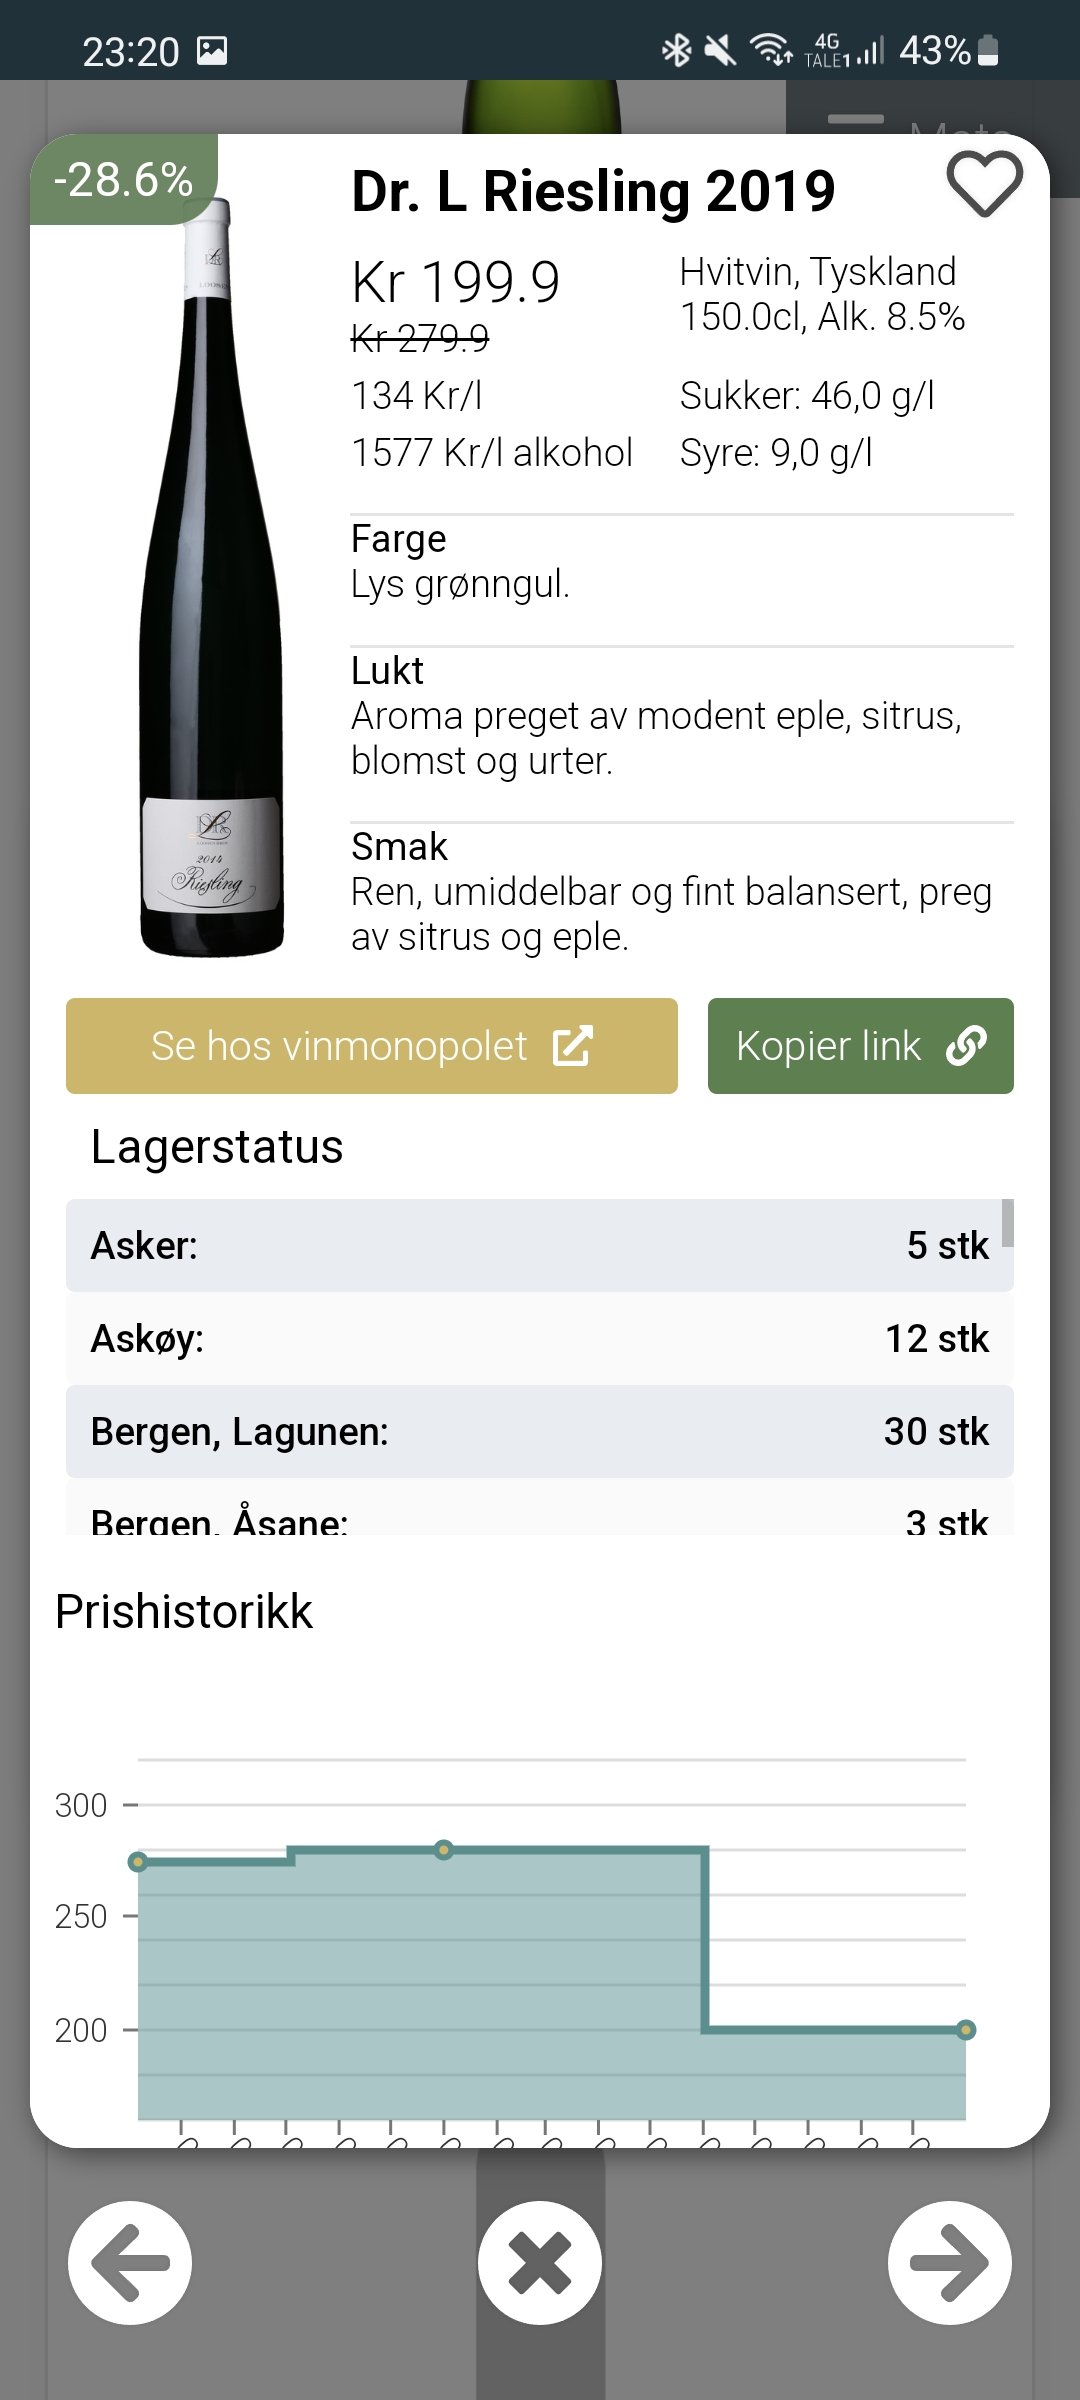 23:20
4G
TALE1
43%
Meta
-28.6%
Dr. L Riesling 2019
Kr 199.9
Kr 279.9
134 Kr/l
1577 Kr/l alkohol
Hvitvin, Tyskland
150.0cl, Alk. 8.5%
Sukker: 46,0 g/l
Syre: 9,0 g/l
Farge
Lys grønngul.
Lukt
Aroma preget av modent eple, sitrus,
blomst og urter.
Smak
Ren, umiddelbar og fint balansert, preg
av sitrus og eple.
DR L
2014
Riesling
Se hos vinmonopolet
Kopier link
Lagerstatus
Asker: 5 stk
Askøy: 12 stk
Bergen, Lagunen: 30 stk
Bergen, Åsane: 3 stk
Prishistorikk
300
250
200